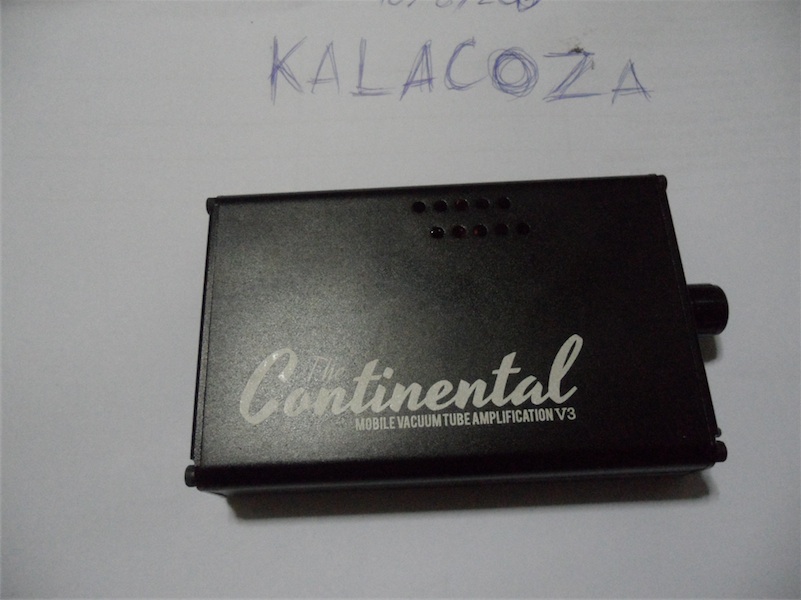 KALACOZA
The
Continental
MOBILE VACUUM TUBE AMPLIFICATION V3